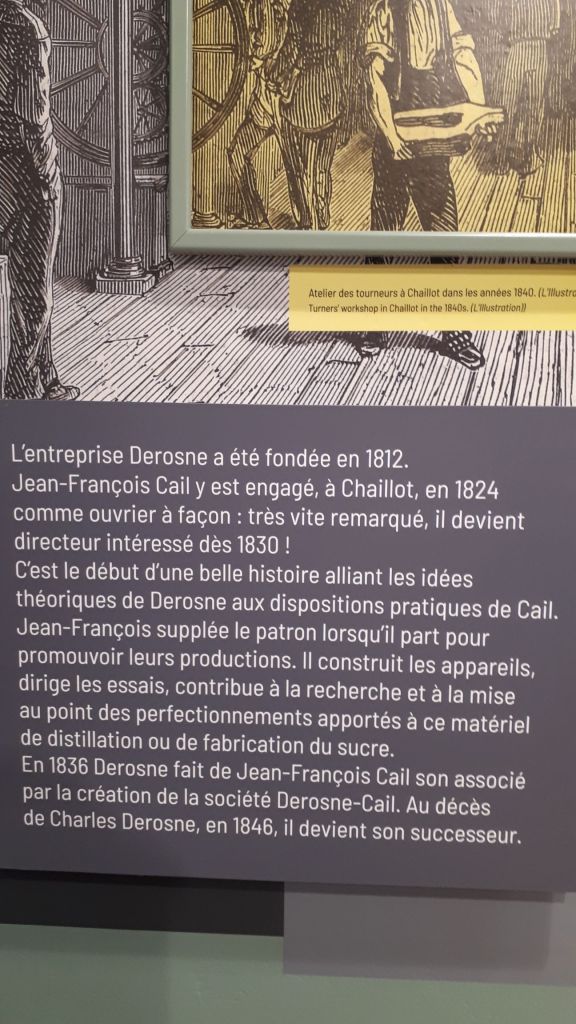 Atelier des tourneurs à Chaillot dans les années 1840. (L'Illustra
Turners' workshop in Chaillot in the 1840s. (L'Illustration))
L'entreprise Derosne a été fondée en 1812.
Jean-François Cail y est engagé, à Chaillot, en 1824
comme ouvrier à façon : très vite remarqué, il devient
directeur intéressé dès 1830 !
C'est le début d'une belle histoire alliant les idées
théoriques de Derosne aux dispositions pratiques de Cail.
Jean-François supplée le patron lorsqu'il part pour
promouvoir leurs productions. Il construit les appareils,
dirige les essais, contribue à la recherche et à la mise
au point des perfectionnements apportés à ce matériel
de distillation ou de fabrication du sucre.
En 1836 Derosne fait de Jean-François Cail son associé
par la création de la société Derosne-Cail. Au décès
de Charles Derosne, en 1846, il devient son successeur.